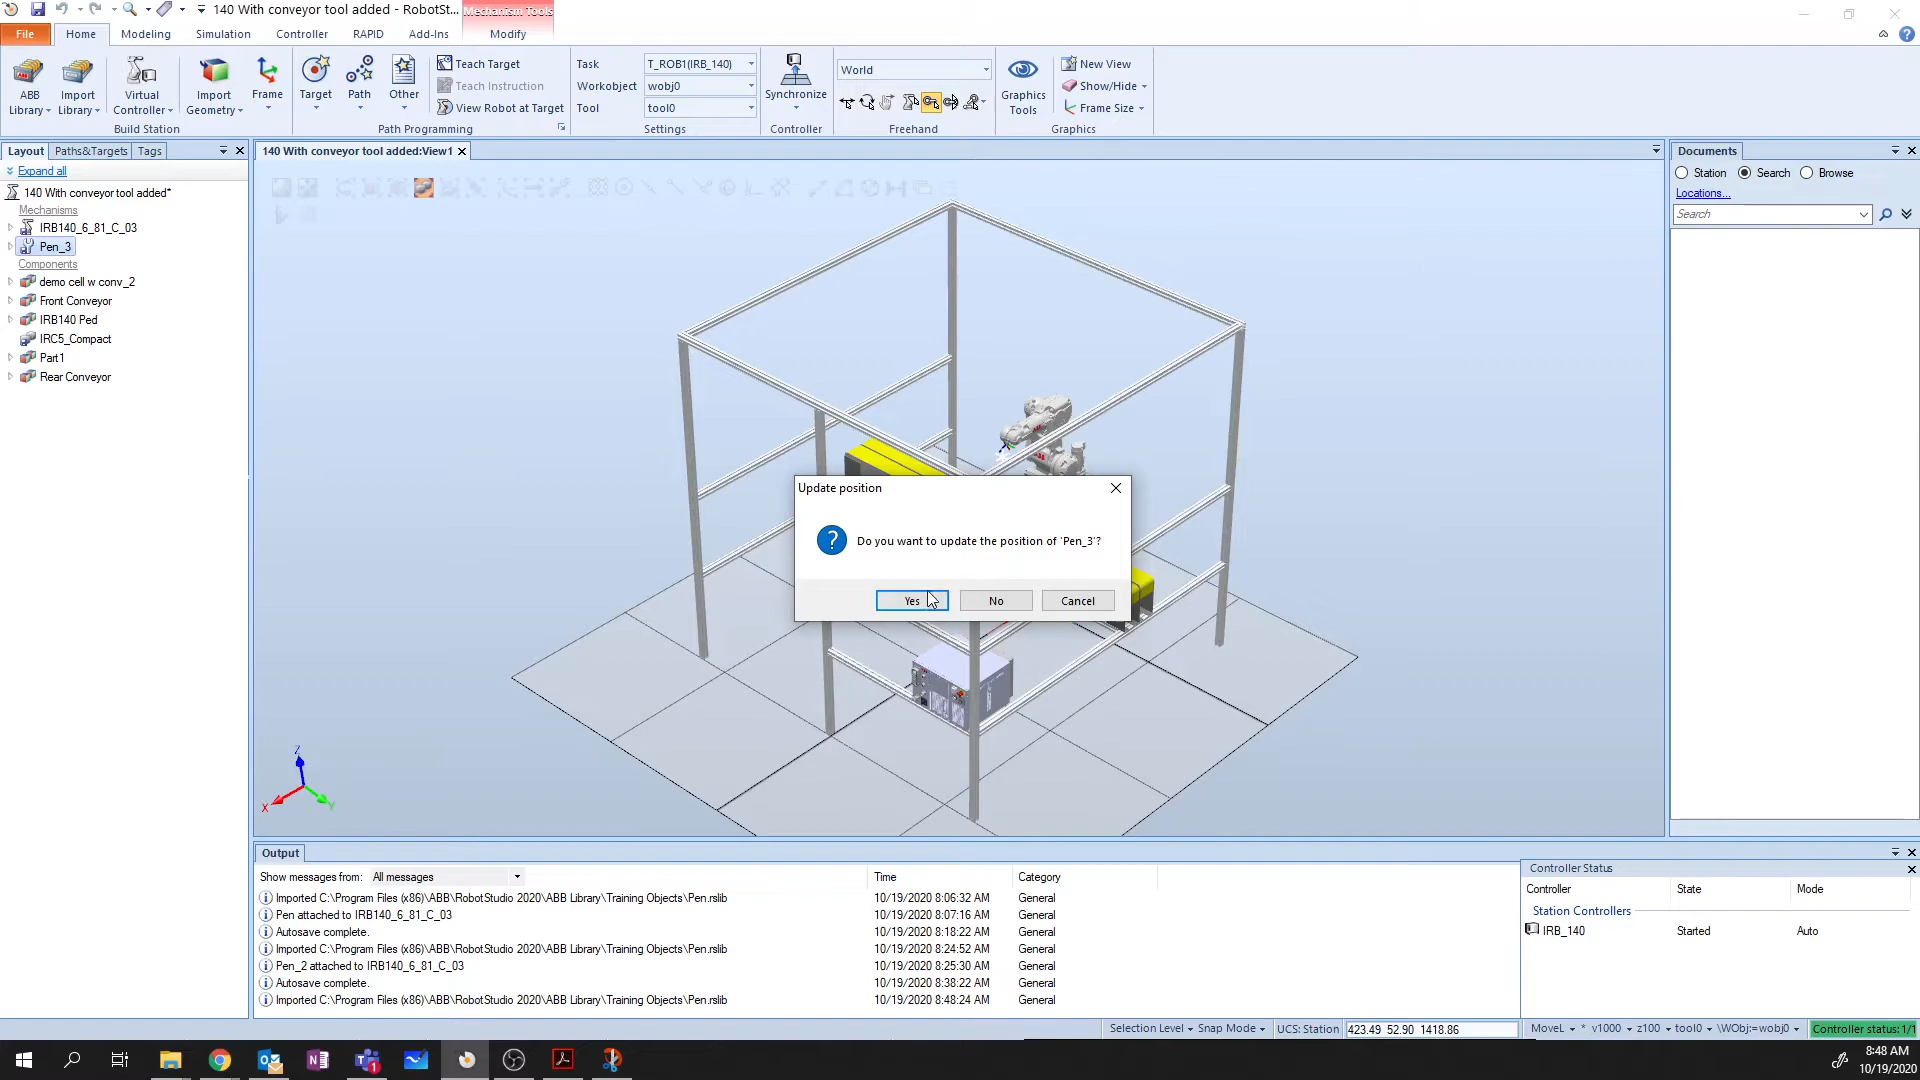 140 With conveyor tool added - RobotSt...
Mechanism Tools
File
Home
Modeling
Simulation
Controller
RAPID
Add-Ins
Modify
ABB
Library
Import
Library
Virtual
Controller
Import
Geometry
Frame
Build Station
Target
Path
Other
Teach Target
Teach Instruction
View Robot at Target
Path Programming
Task
T_ROB1(IRB_140)
Workobject
wobj0
Tool
tool0
Settings
Synchronize
Controller
World
Freehand
Graphics
Tools
New View
Show/Hide
Frame Size
Graphics
Layout
Paths&Targets
Tags
Expand all
140 With conveyor tool added*
Mechanisms
IRB140_6_81_C_03
Pen_3
Components
demo cell w conv_2
Front Conveyor
IRB140 Ped
IRC5_Compact
Part1
Rear Conveyor
140 With conveyor tool added:View1
Update position
Do you want to update the position of 'Pen_3'?
Yes
No
Cancel
Z
X
Y
Documents
Station
Search
Browse
Locations...
Search
Output
Show messages from:
All messages
Time
Category
Imported C:\Program Files (x86)\ABB\RobotStudio 2020\ABB Library\Training Objects\Pen.rslib 10/19/2020 8:06:32 AM General
Pen attached to IRB140_6_81_C_03 10/19/2020 8:07:16 AM General
Autosave complete. 10/19/2020 8:18:22 AM General
Imported C:\Program Files (x86)\ABB\RobotStudio 2020\ABB Library\Training Objects\Pen.rslib 10/19/2020 8:24:52 AM General
Pen_2 attached to IRB140_6_81_C_03 10/19/2020 8:25:30 AM General
Autosave complete. 10/19/2020 8:38:22 AM General
Imported C:\Program Files (x86)\ABB\RobotStudio 2020\ABB Library\Training Objects\Pen.rslib 10/19/2020 8:48:24 AM General
Controller Status
Controller State Mode
Station Controllers
IRB_140 Started Auto
Selection Level
Snap Mode
UCS: Station
423.49 52.90 1418.86
MoveL * v1000 z100 tool0 \WObj:=wobj0
Controller status: 1/1
8:48 AM
10/19/2020